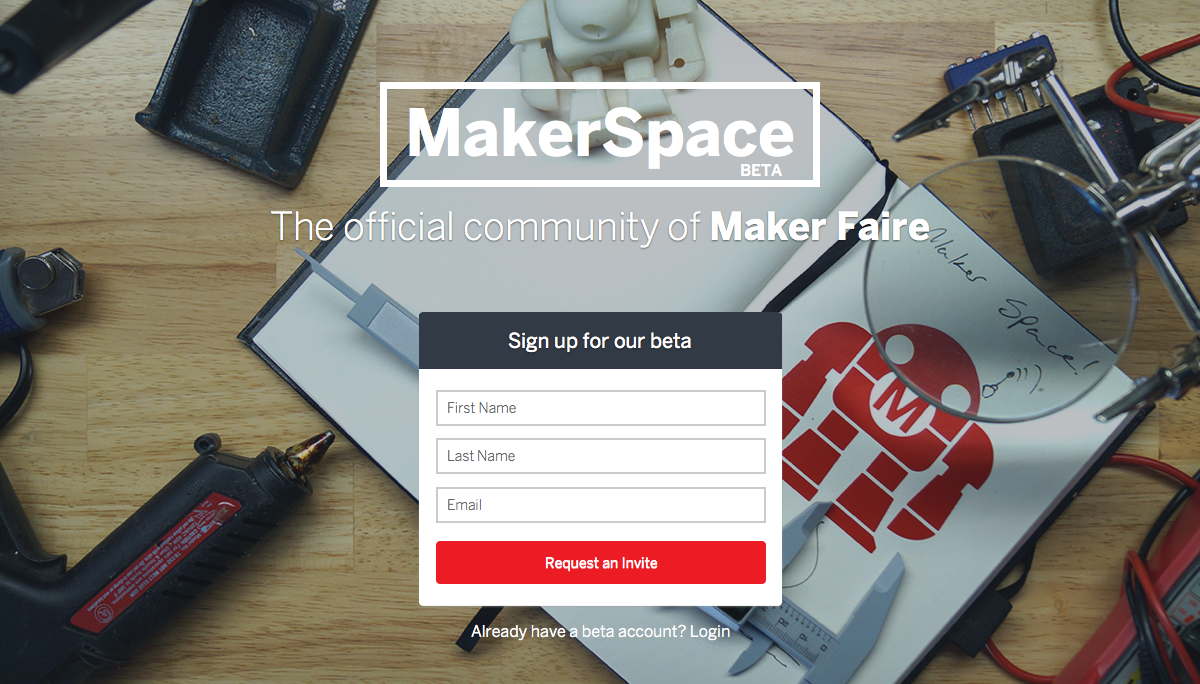 MakerSpace
BETA
The official community of Maker Faire
Maker
Space!
Sign up for our beta
First Name
Last Name
Email
Request an Invite
M
Already have a beta account? Login